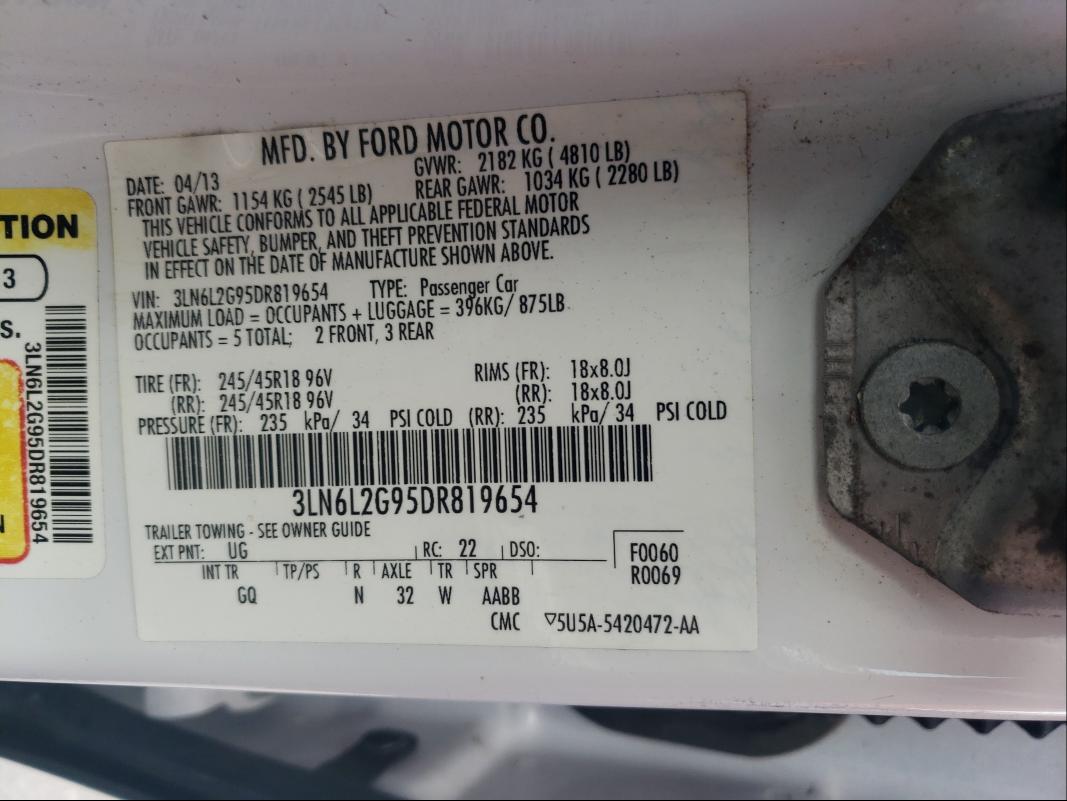 MFD. BY FORD MOTOR CO.
DATE: 04/13 GVWR: 2182 KG ( 4810 LB)
FRONT GAWR: 1154 KG ( 2545 LB) REAR GAWR: 1034 KG ( 2280 LB)
THIS VEHICLE CONFORMS TO ALL APPLICABLE FEDERAL MOTOR
VEHICLE SAFETY, BUMPER, AND THEFT PREVENTION STANDARDS
IN EFFECT ON THE DATE OF MANUFACTURE SHOWN ABOVE.
VIN: 3LN6L2G95DR819654 TYPE: Passenger Car
MAXIMUM LOAD = OCCUPANTS + LUGGAGE = 396KG/ 875LB
OCCUPANTS = 5 TOTAL; 2 FRONT, 3 REAR
TIRE (FR): 245/45R18 96V RIMS (FR): 18x8.0J
(RR): 245/45R18 96V (RR): 18x8.0J
PRESSURE (FR): 235 kPa/ 34 PSI COLD (RR): 235 kPa/ 34 PSI COLD
3LN6L2G95DR819654
TRAILER TOWING - SEE OWNER GUIDE
EXT PNT: UG RC: 22 DSO: F0060
INT TR TP/PS R AXLE TR SPR R0069
GQ N 32 W AABB
CMC ▽5U5A-5420472-AA
TION
3
S.
3LN6L2G95DR819654
N